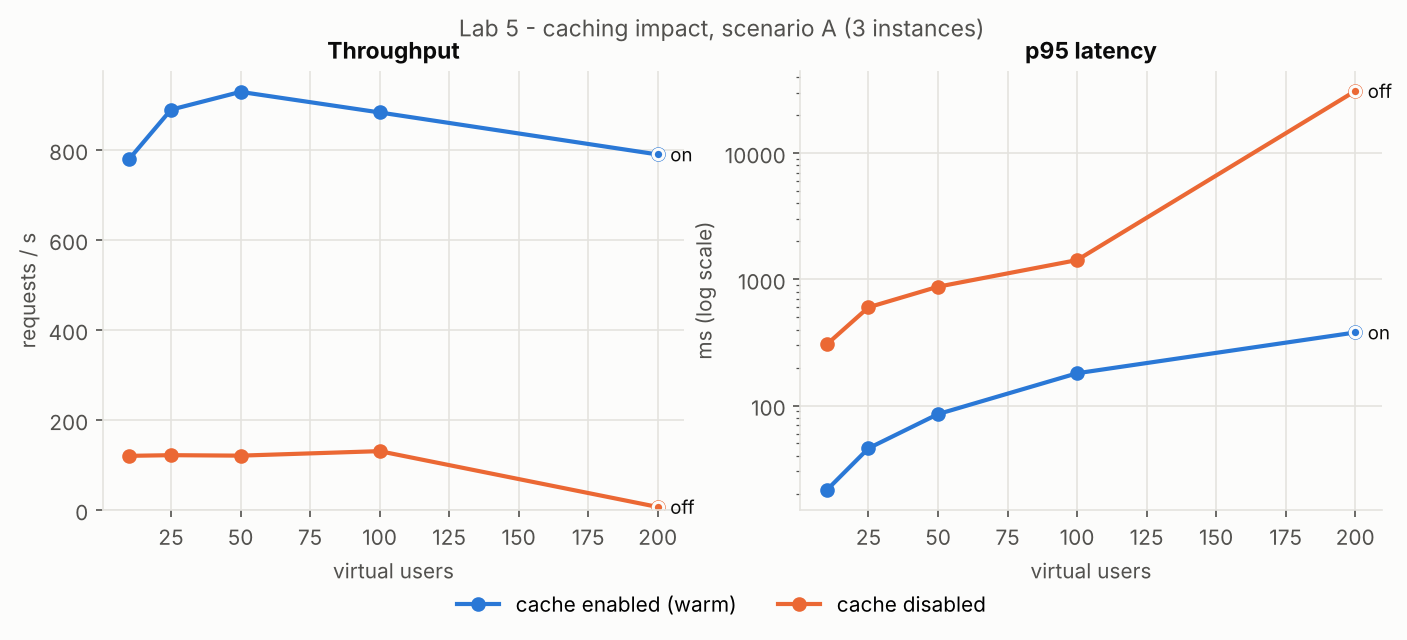 Lab 5 - caching impact, scenario A (3 instances)
Throughput
requests / s
800
600
400
200
0
on
off
25 50 75 100 125 150 175 200
virtual users
p95 latency
ms (log scale)
10000
1000
100
off
on
25 50 75 100 125 150 175 200
virtual users
cache enabled (warm) cache disabled